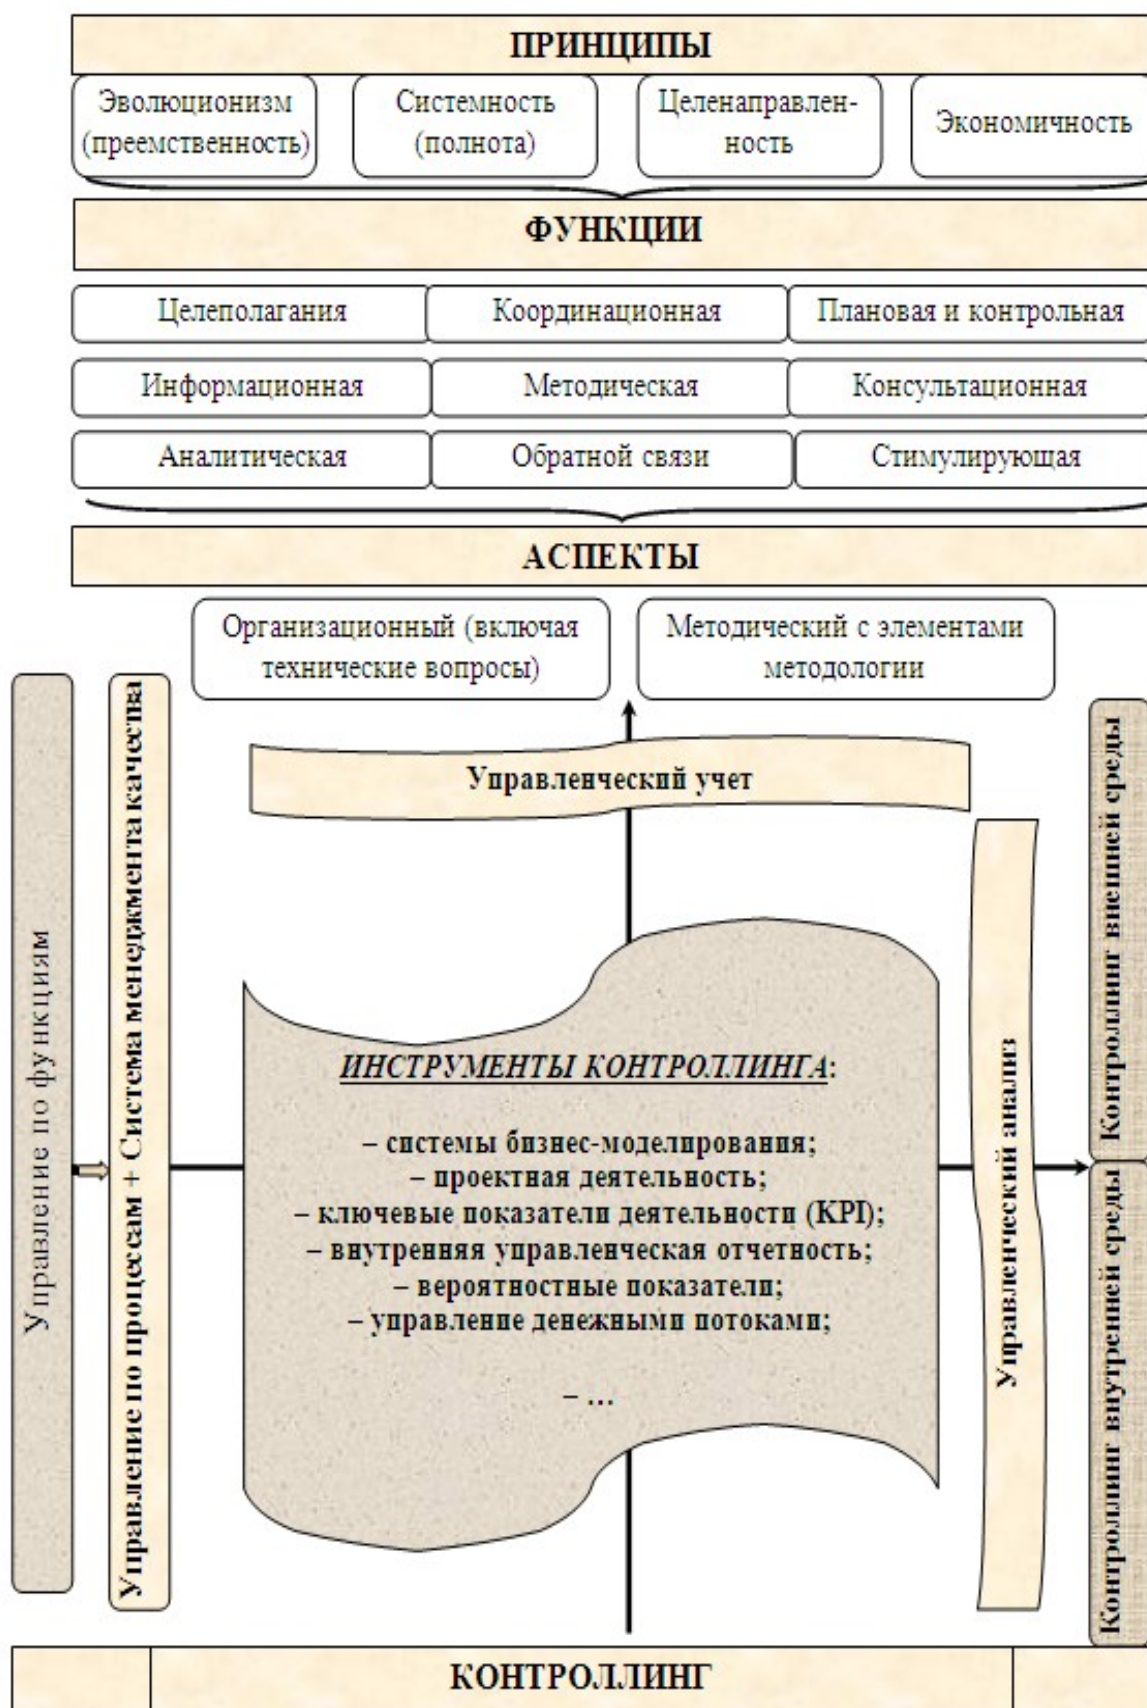 ПРИНЦИПЫ
Эволюционизм
(преемственность)
Системность
(полнота)
Целенаправлен-
ность
Экономичность
ФУНКЦИИ
Целеполагания
Координационная
Плановая и контрольная
Информационная
Методическая
Консультационная
Аналитическая
Обратной связи
Стимулирующая
АСПЕКТЫ
Организационный (включая
технические вопросы)
Методический с элементами
методологии
Управление по функциям
Управление по процессам + Система менеджмента качества
Управленческий учет
ИНСТРУМЕНТЫ КОНТРОЛЛИНГА:
– системы бизнес-моделирования;
– проектная деятельность;
– ключевые показатели деятельности (KPI);
– внутренняя управленческая отчетность;
– вероятностные показатели;
– управление денежными потоками;
– ...
Управленческий анализ
Контроллинг внешней среды
Контроллинг внутренней среды
КОНТРОЛЛИНГ